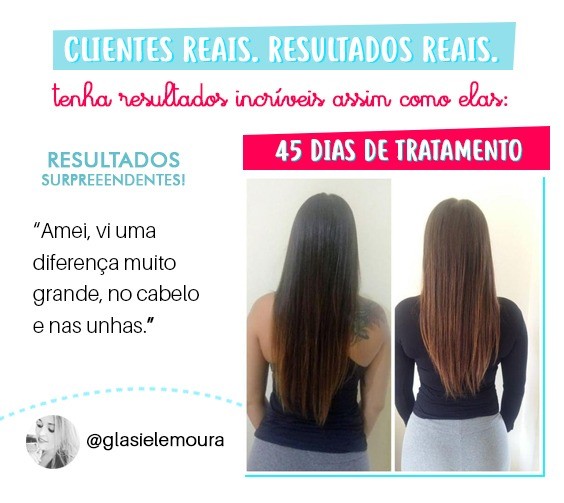 CLIENTES REAIS. RESULTADOS REAIS.
tenha resultados incríveis assim como elas:
45 DIAS DE TRATAMENTO
RESULTADOS
SURPREEENDENTES!
“Amei, vi uma
diferença muito
grande, no cabelo
e nas unhas.”
@glasielemoura